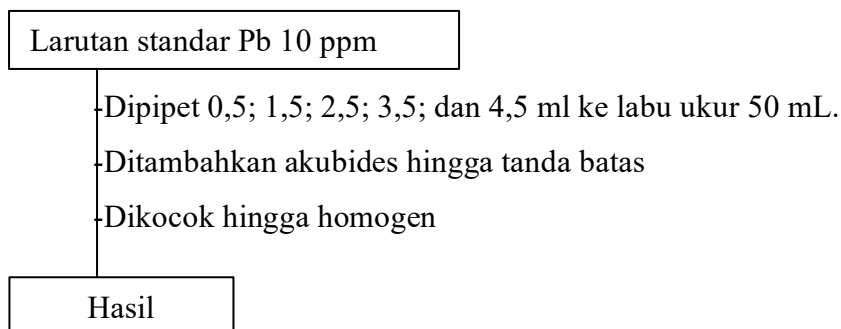 Larutan standar Pb 10 ppm
-Dipipet 0,5; 1,5; 2,5; 3,5; dan 4,5 ml ke labu ukur 50 mL.
-Ditambahkan akubides hingga tanda batas
-Dikocok hingga homogen
Hasil